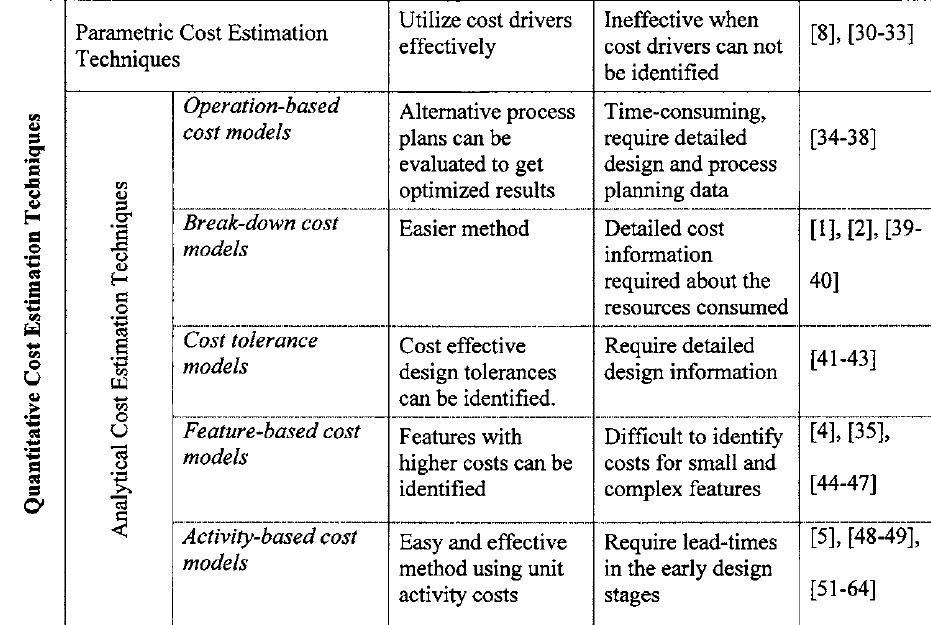 Quantitative Cost Estimation Techniques
Parametric Cost Estimation
Techniques
Utilize cost drivers
effectively
Ineffective when
cost drivers can not
be identified
[8], [30-33]
Analytical Cost Estimation Techniques
Operation-based
cost models
Alternative process
plans can be
evaluated to get
optimized results
Time-consuming,
require detailed
design and process
planning data
[34-38]
Break-down cost
models
Easier method
Detailed cost
information
required about the
resources consumed
[1], [2], [39-
40]
Cost tolerance
models
Cost effective
design tolerances
can be identified.
Require detailed
design information
[41-43]
Feature-based cost
models
Features with
higher costs can be
identified
Difficult to identify
costs for small and
complex features
[4], [35],
[44-47]
Activity-based cost
models
Easy and effective
method using unit
activity costs
Require lead-times
in the early design
stages
[5], [48-49],
[51-64]